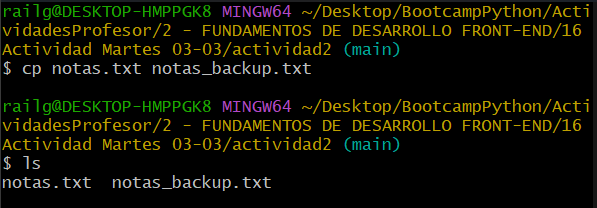 railg@DESKTOP-HMPPGK8 MINGW64 ~/Desktop/BootcampPython/Acti
vidadesProfesor/2 - FUNDAMENTOS DE DESARROLLO FRONT-END/16
Actividad Martes 03-03/actividad2 (main)
$ cp notas.txt notas_backup.txt
railg@DESKTOP-HMPPGK8 MINGW64 ~/Desktop/BootcampPython/Acti
vidadesProfesor/2 - FUNDAMENTOS DE DESARROLLO FRONT-END/16
Actividad Martes 03-03/actividad2 (main)
$ ls
notas.txt  notas_backup.txt